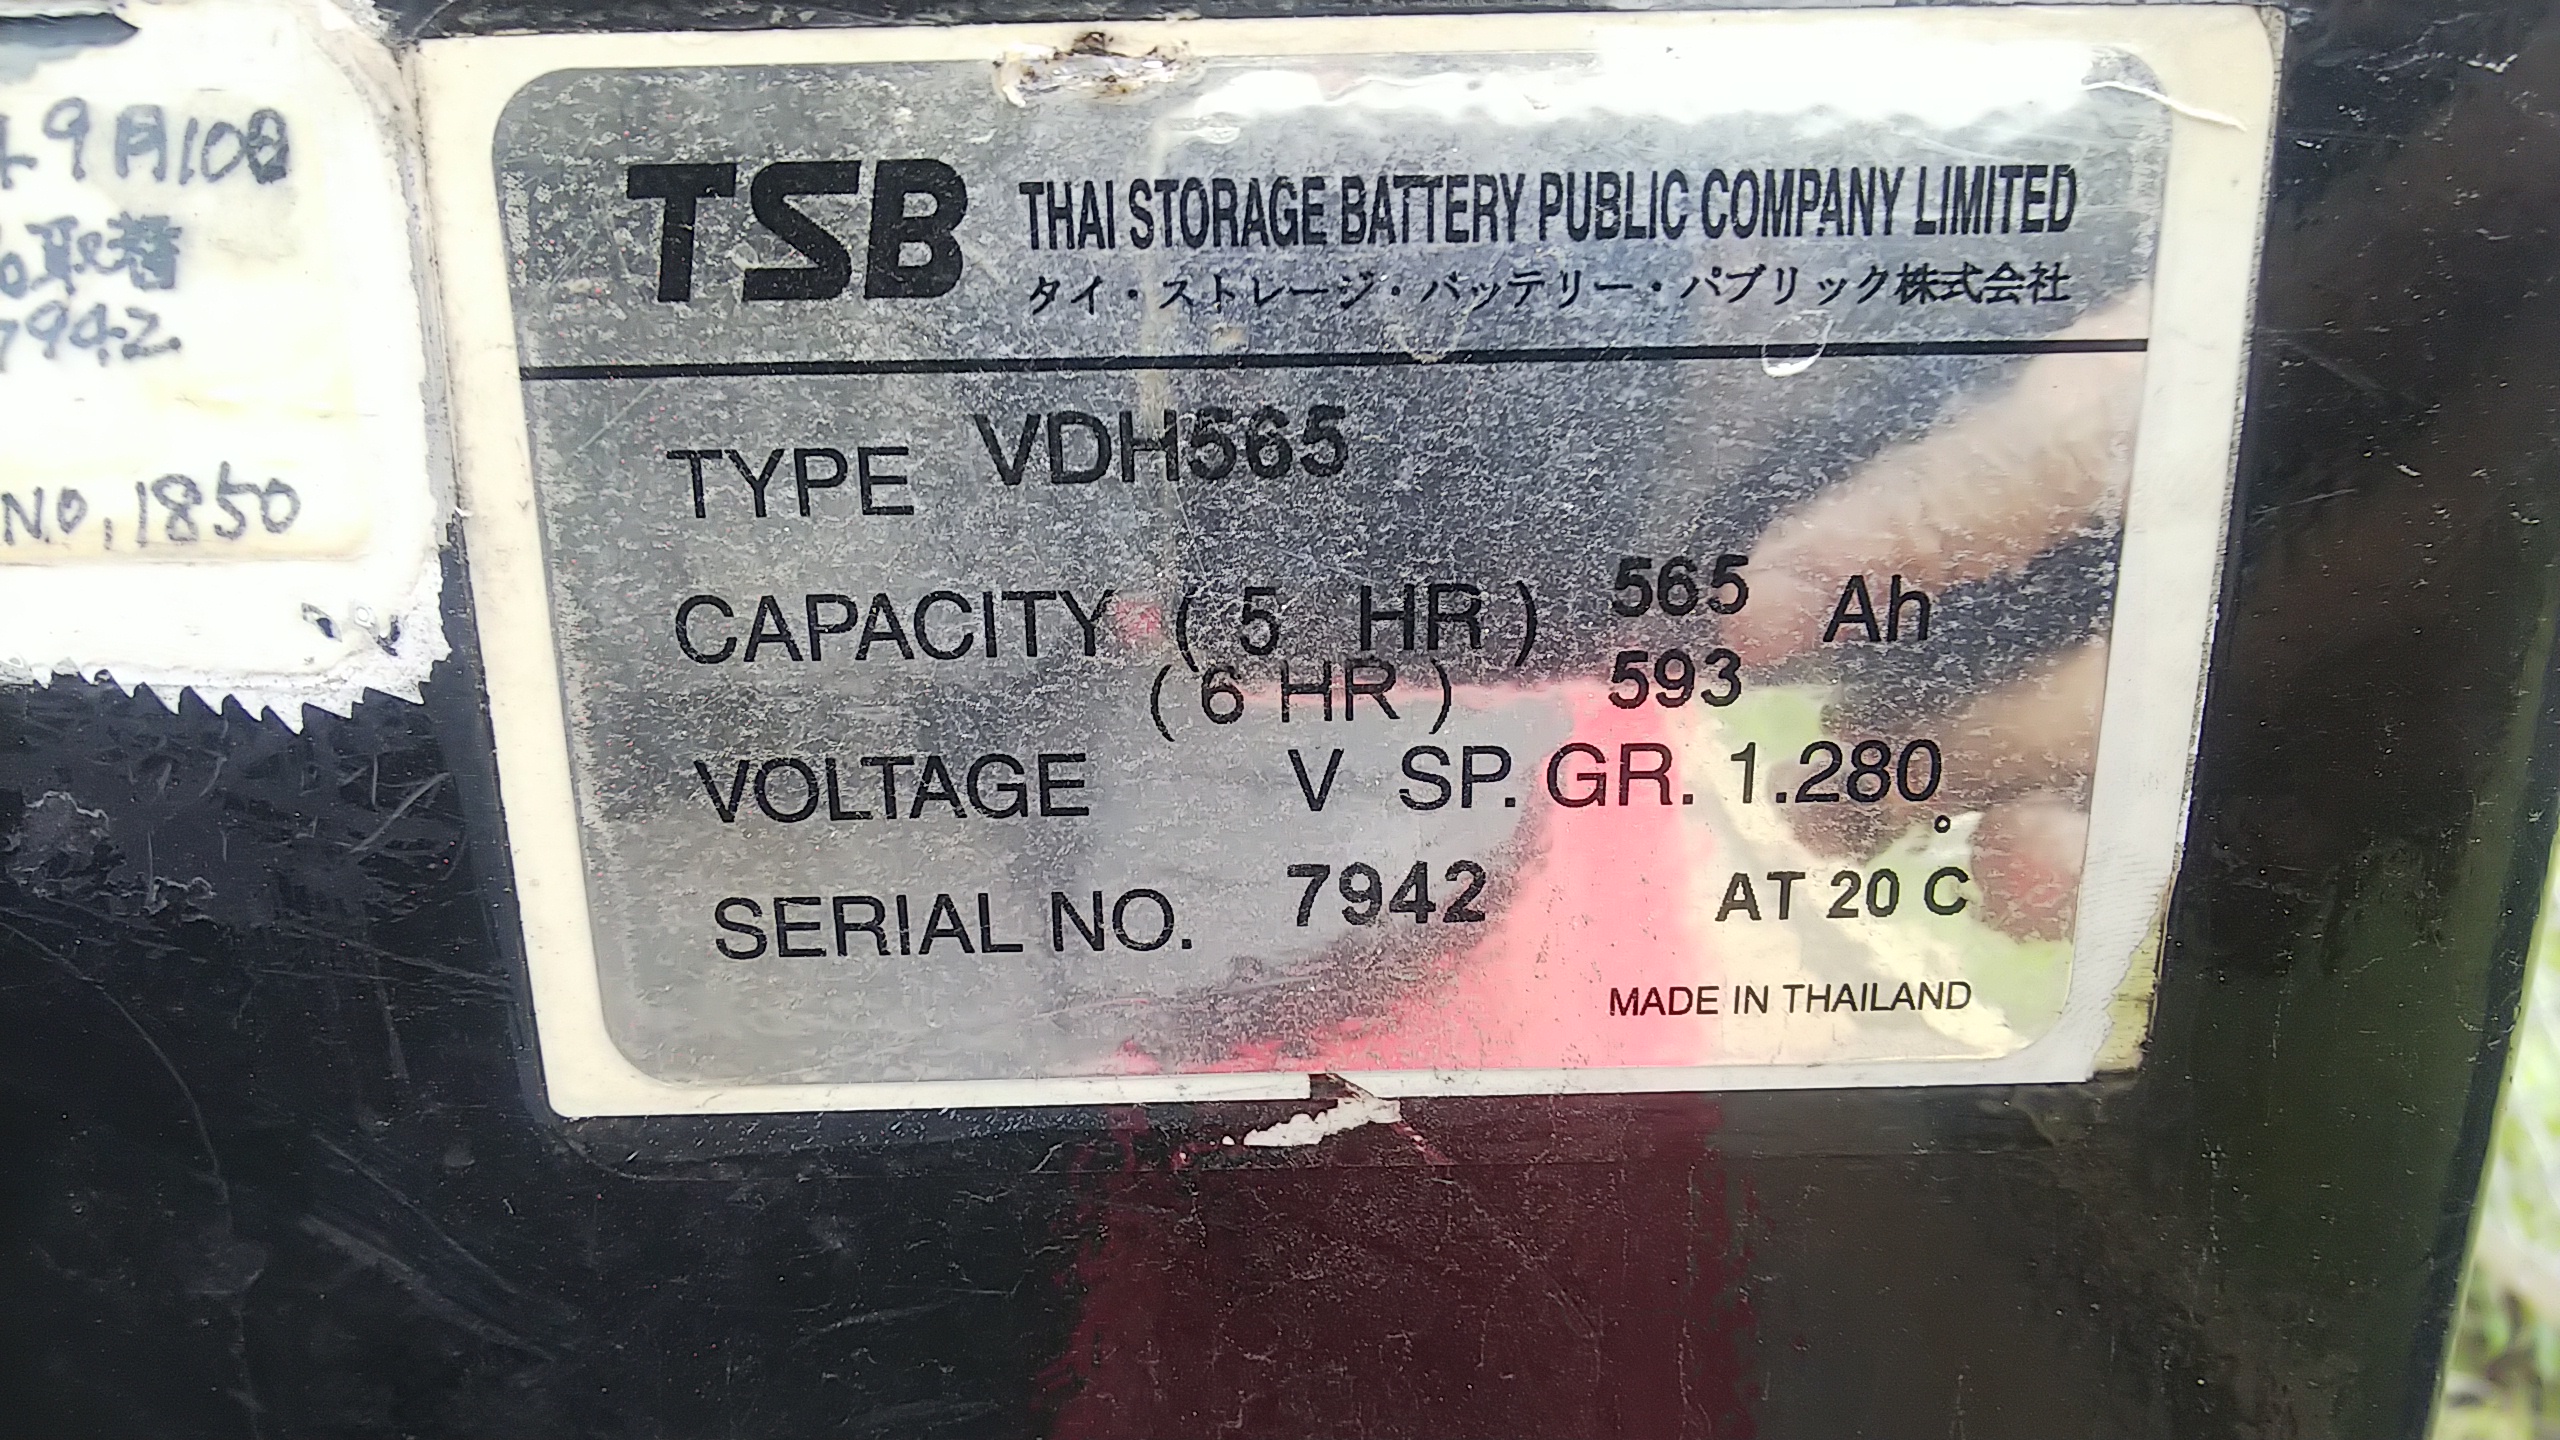 9月10日
取替
7942
NO. 1850
TSB THAI STORAGE BATTERY PUBLIC COMPANY LIMITED
タイ・ストレージ・バッテリー・パブリック株式会社
TYPE VDH565
CAPACITY ( 5 HR ) 565 Ah
( 6 HR ) 593
VOLTAGE V SP. GR. 1.280
SERIAL NO. 7942 AT 20 °C
MADE IN THAILAND